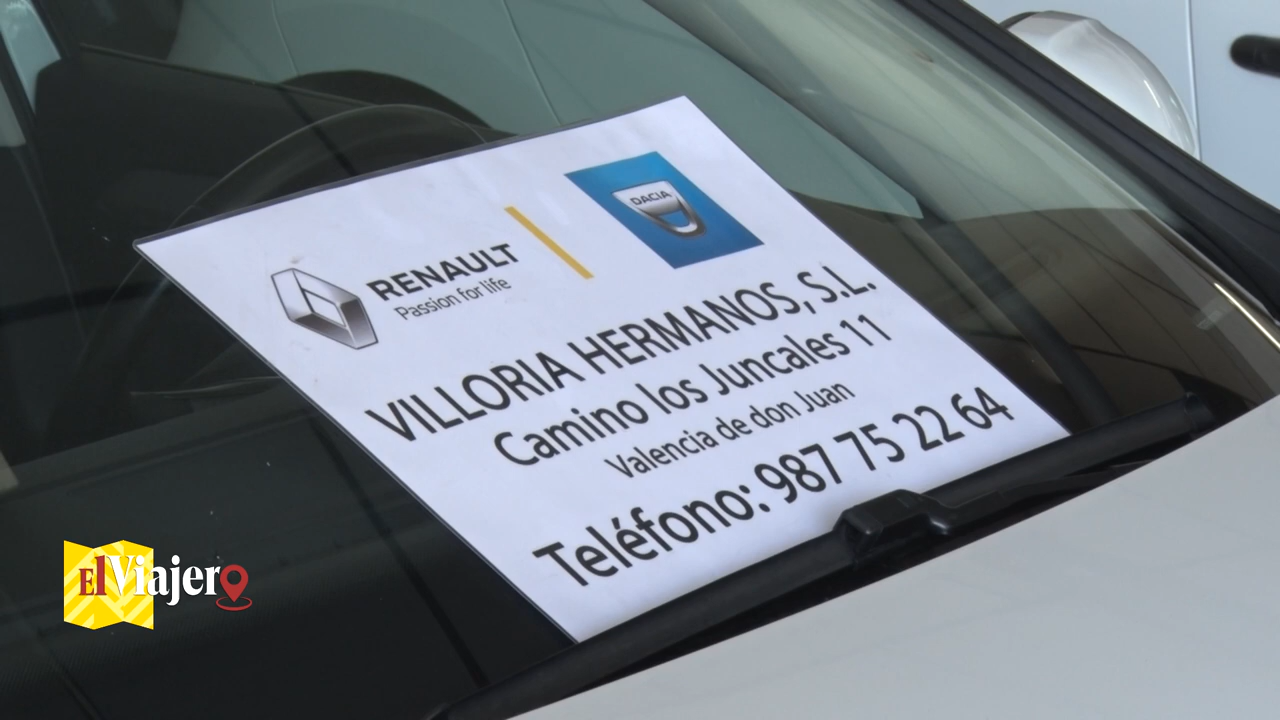 RENAULT
Passion for life
DACIA
VILLORIA HERMANOS, S.L.
Camino los Juncales 11
Valencia de don Juan
Teléfono: 987 75 22 64
El Viajero